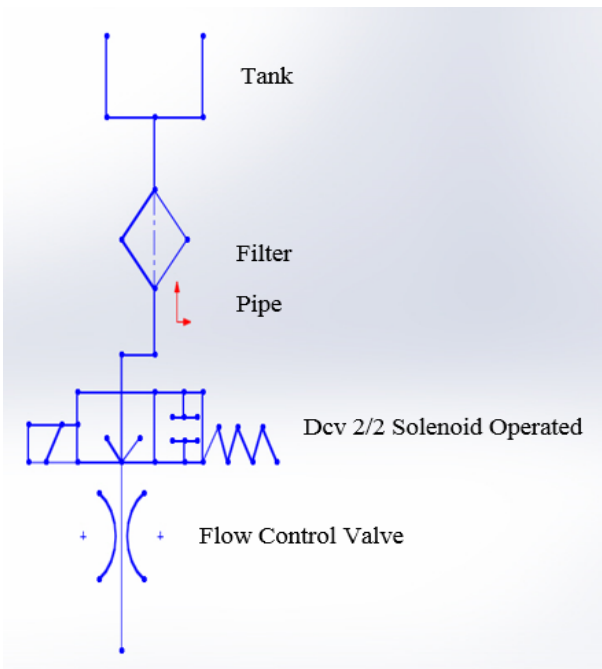 Tank
Filter
Pipe
Dcv 2/2 Solenoid Operated
Flow Control Valve